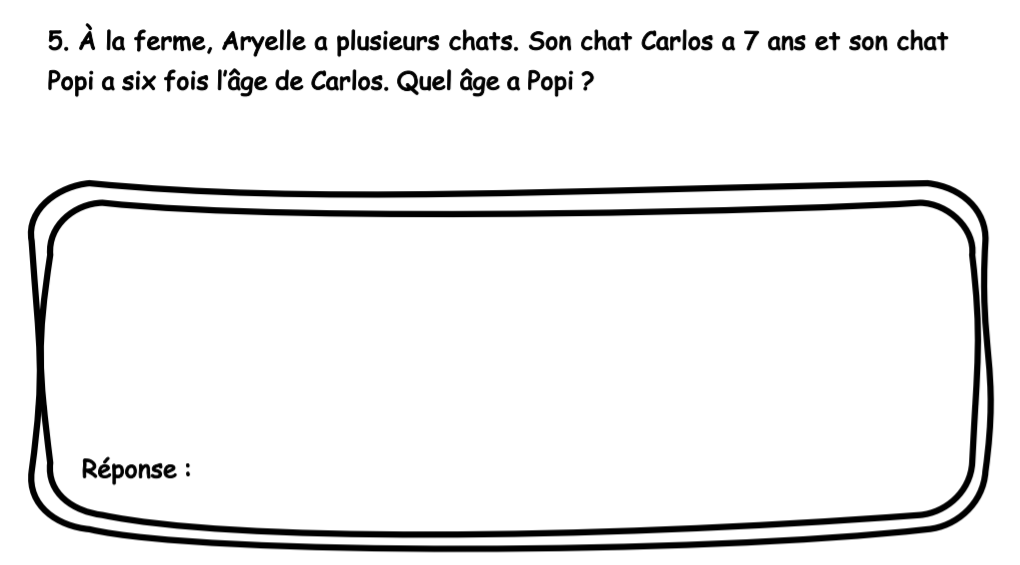 5. À la ferme, Aryelle a plusieurs chats. Son chat Carlos a 7 ans et son chat
Popi a six fois l'âge de Carlos. Quel âge a Popi ?
Réponse :